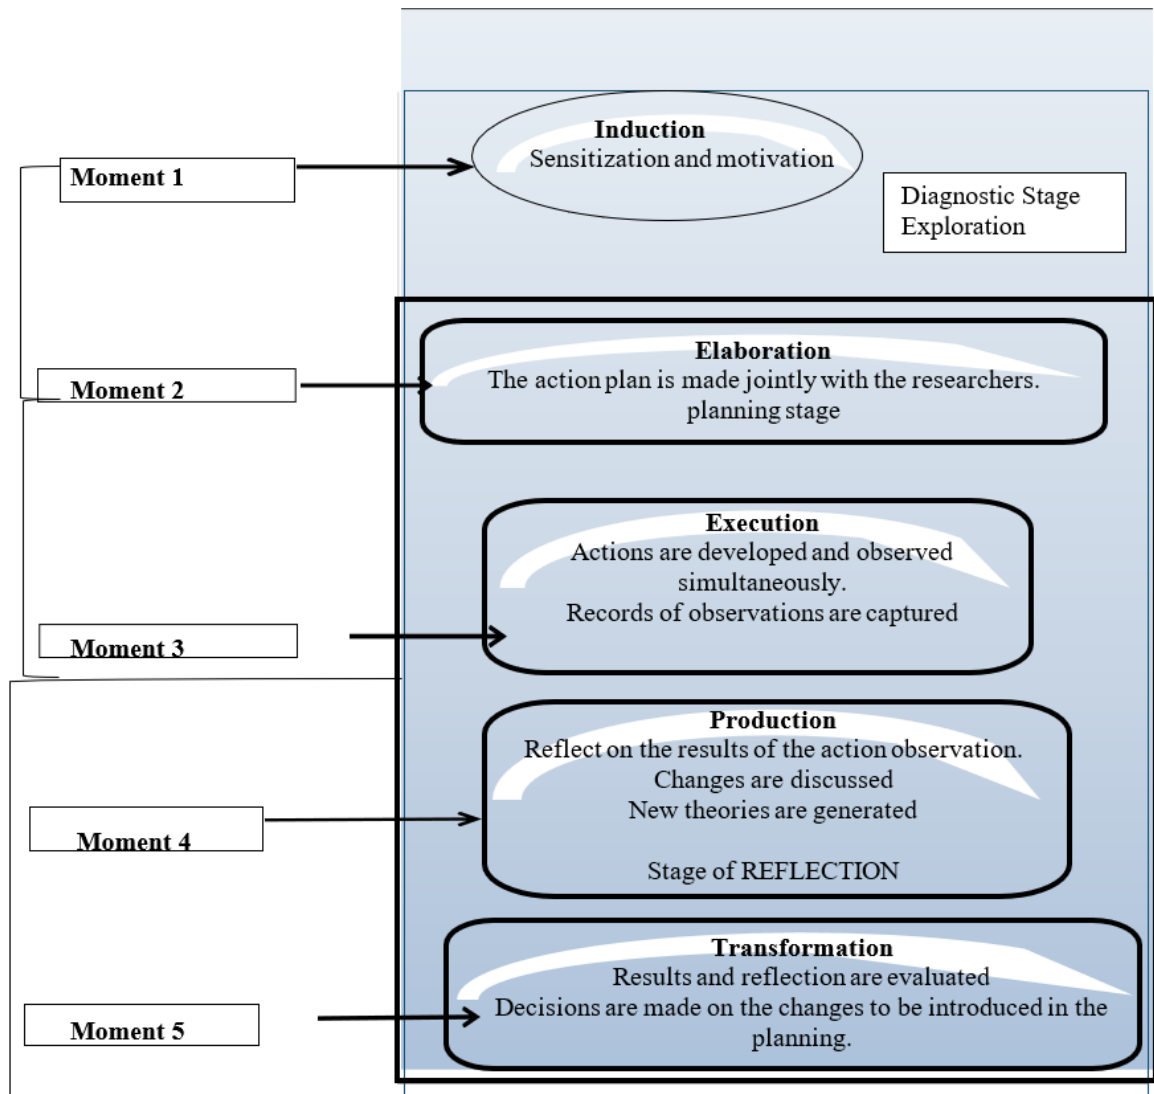 Induction
Sensitization and motivation
Moment 1
Diagnostic Stage
Exploration
Elaboration
The action plan is made jointly with the researchers.
planning stage
Moment 2
Execution
Actions are developed and observed
simultaneously.
Records of observations are captured
Moment 3
Production
Reflect on the results of the action observation.
Changes are discussed
New theories are generated
Moment 4
Stage of REFLECTION
Transformation
Results and reflection are evaluated
Decisions are made on the changes to be introduced in the
planning.
Moment 5